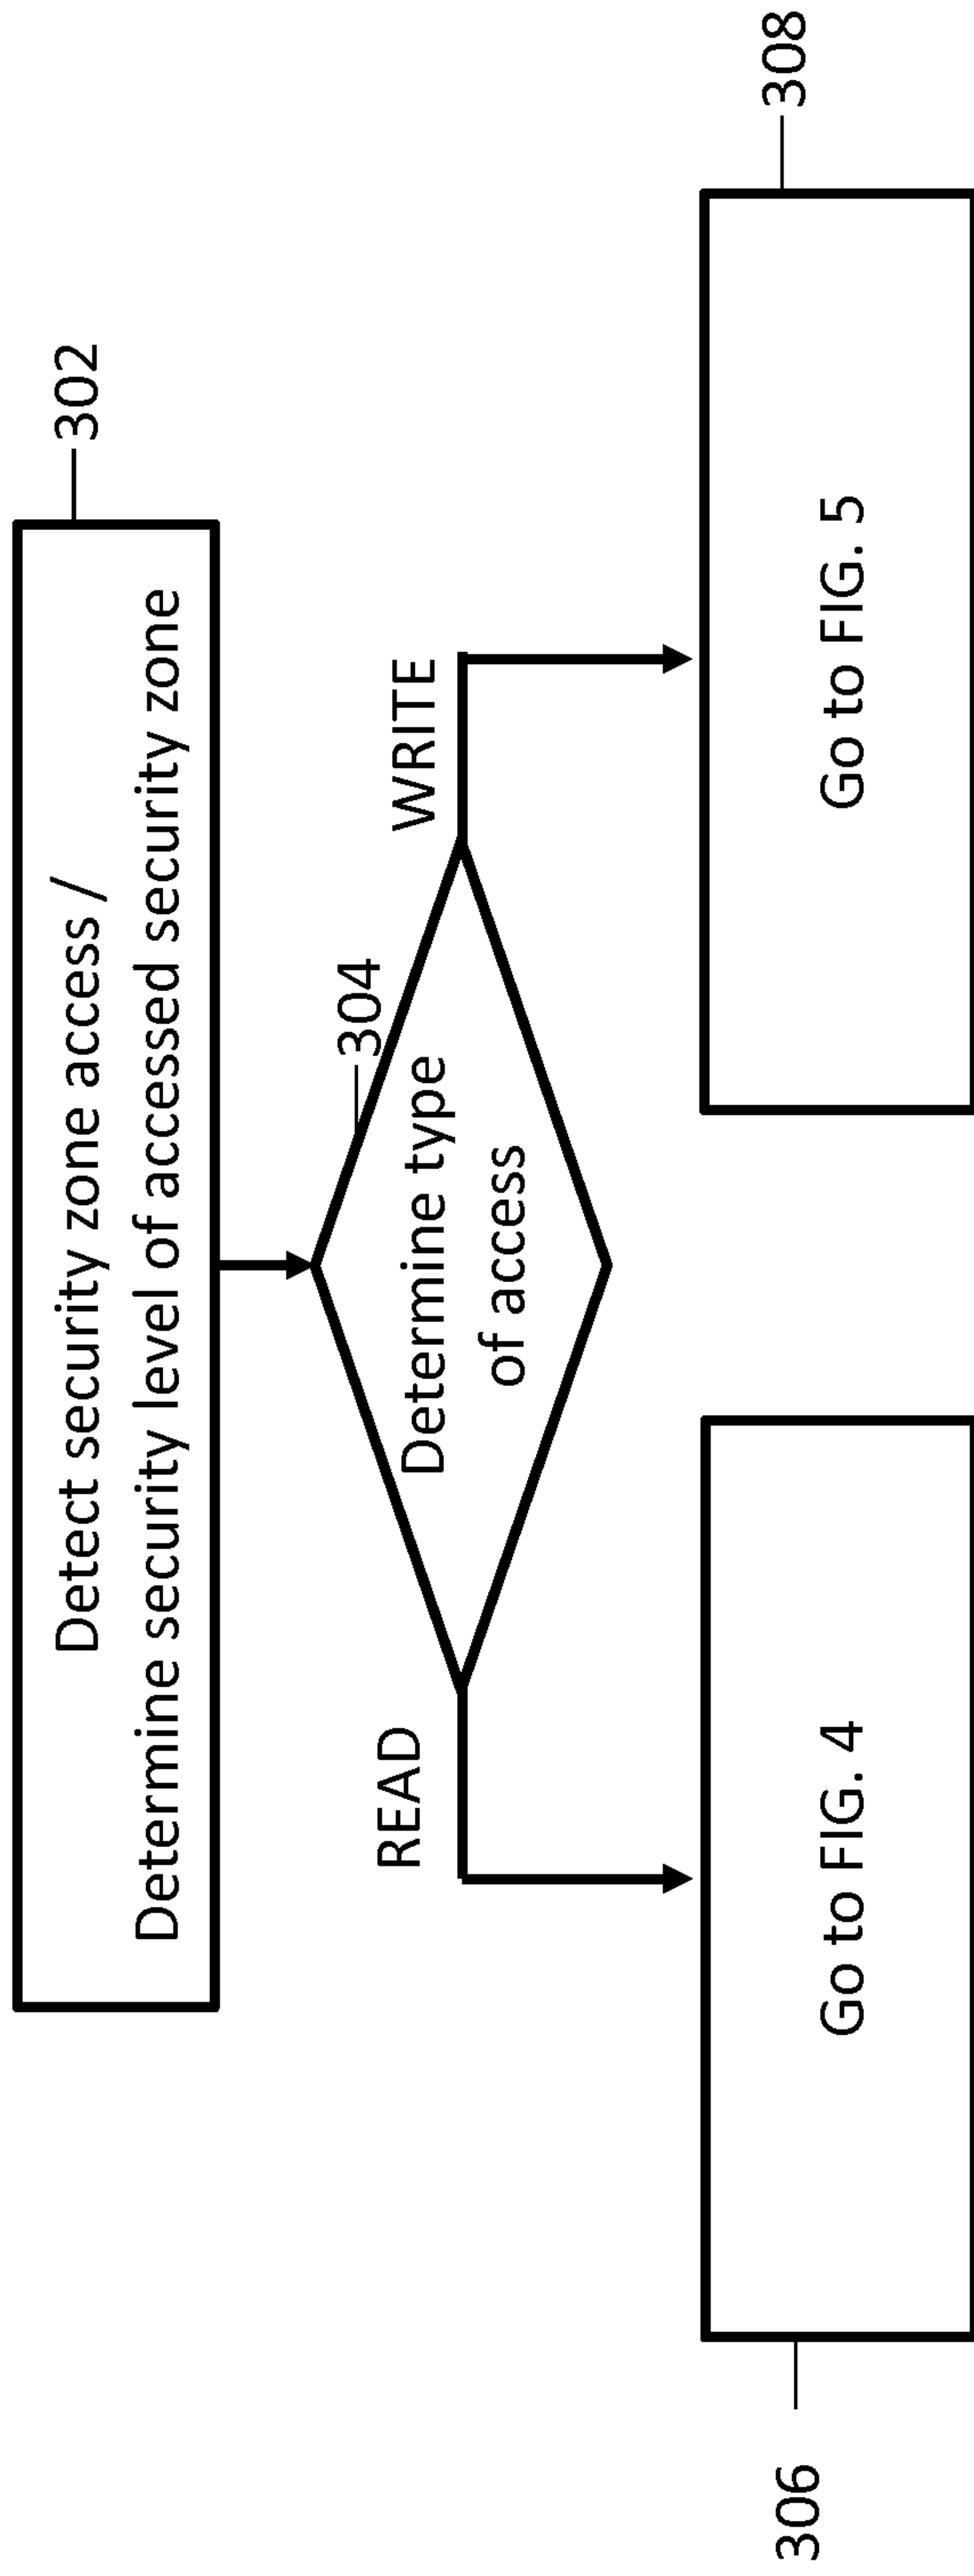 Detect security zone access /
Determine security level of accessed security zone
302
304
Determine type
of access
READ
WRITE
306
Go to FIG. 4
Go to FIG. 5
308